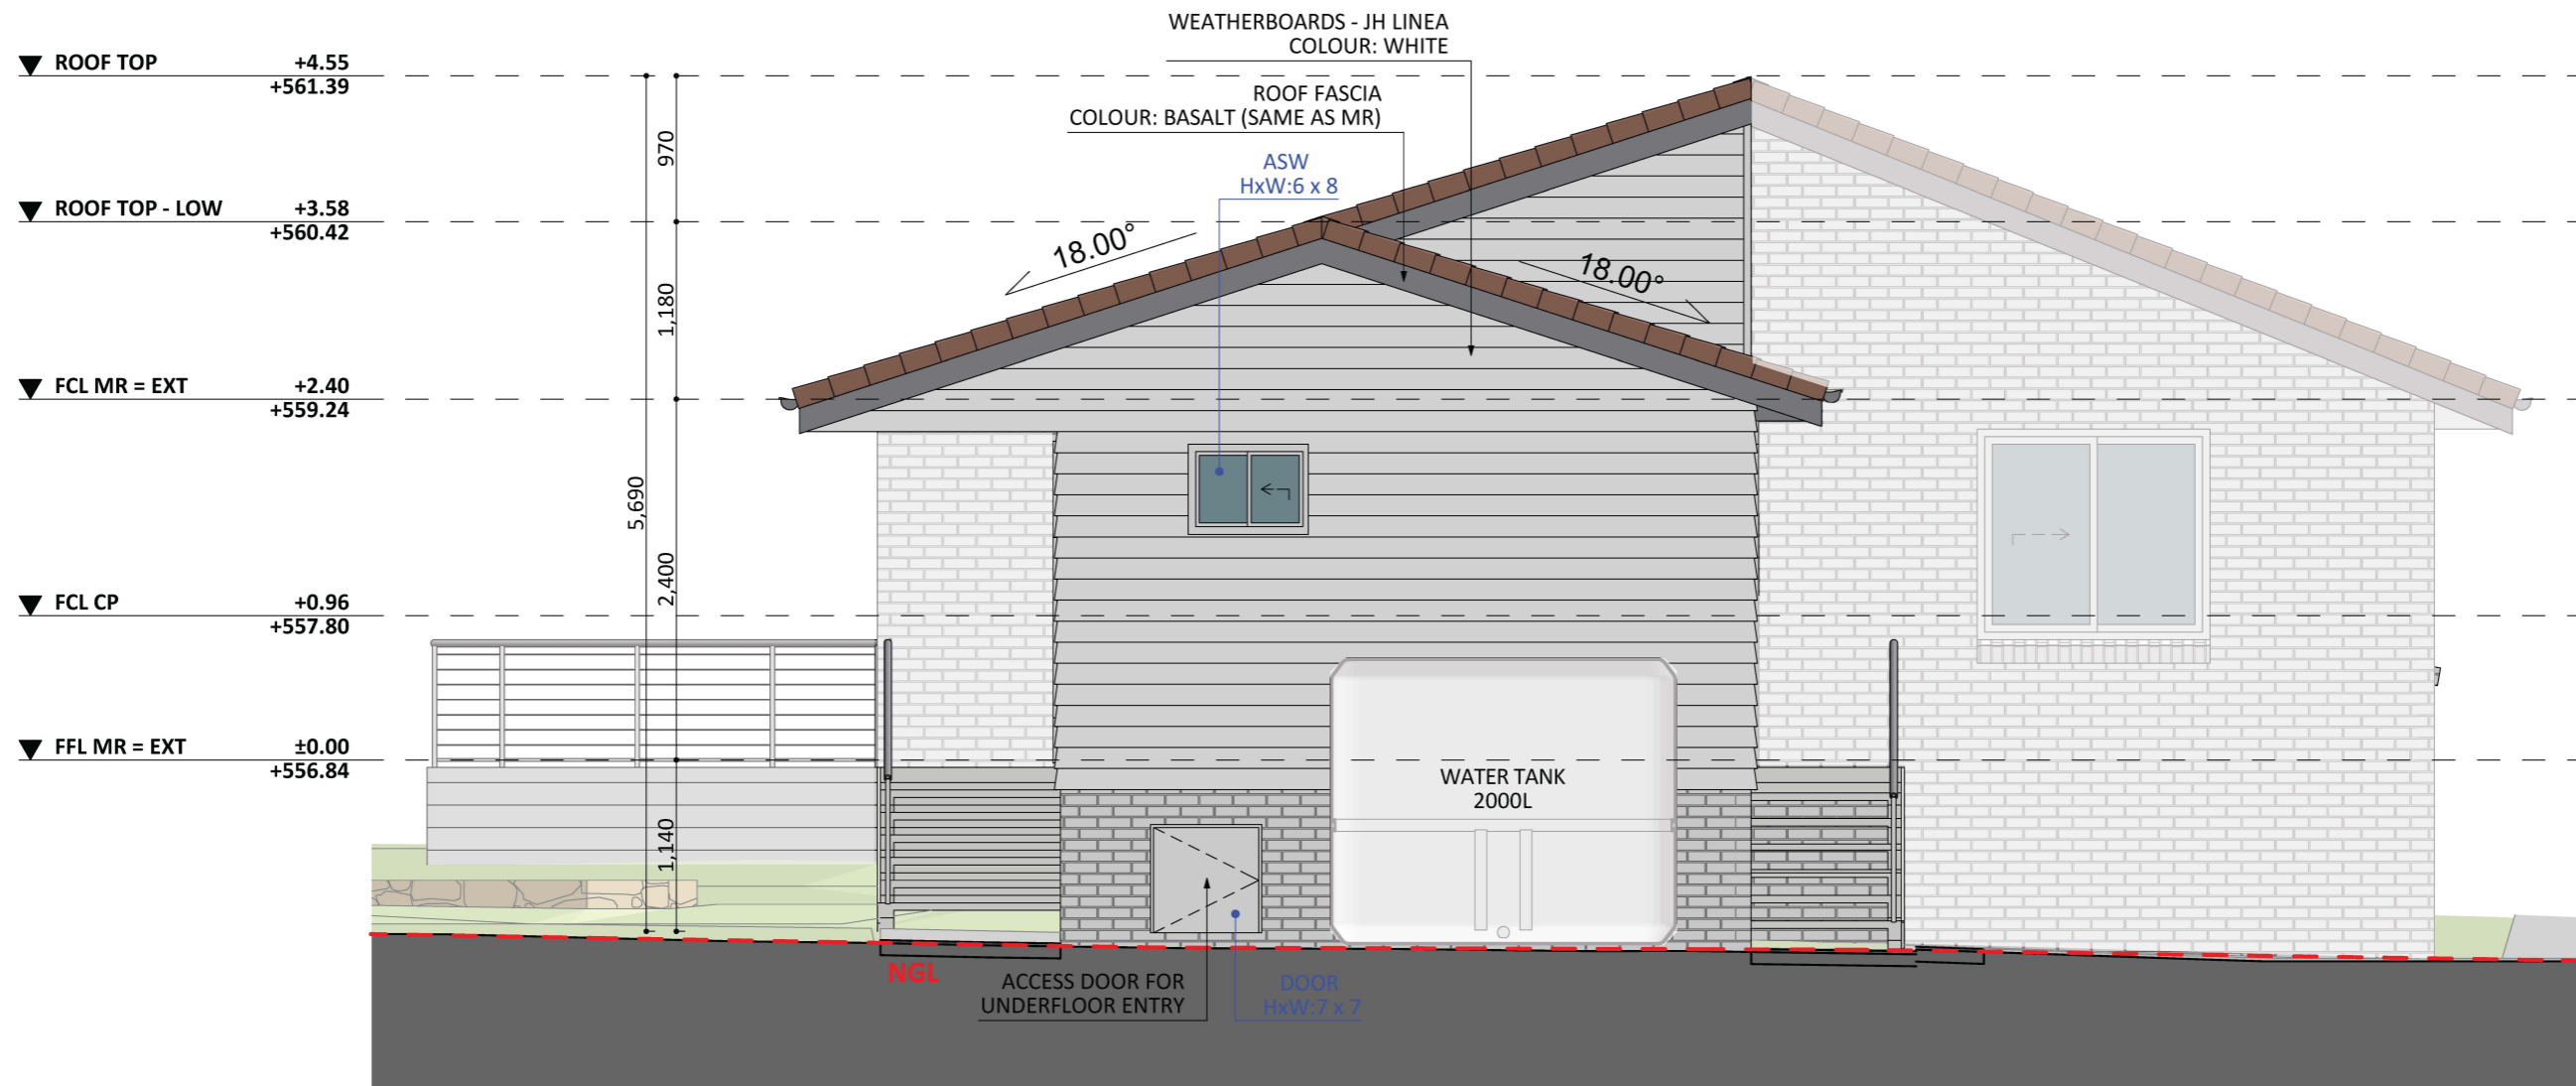 WEATHERBOARDS - JH LINEA
COLOUR: WHITE
ROOF FASCIA
COLOUR: BASALT (SAME AS MR)
ASW
HxW:6 x 8
ROOF TOP +4.55
+561.39
ROOF TOP - LOW +3.58
+560.42
FCL MR = EXT +2.40
+559.24
FCL CP +0.96
+557.80
FFL MR = EXT ±0.00
+556.84
970
1,180
5,690
2,400
1,140
18.00°
18.00°
WATER TANK
2000L
NGL
ACCESS DOOR FOR
UNDERFLOOR ENTRY
DOOR
HxW:7 x 7